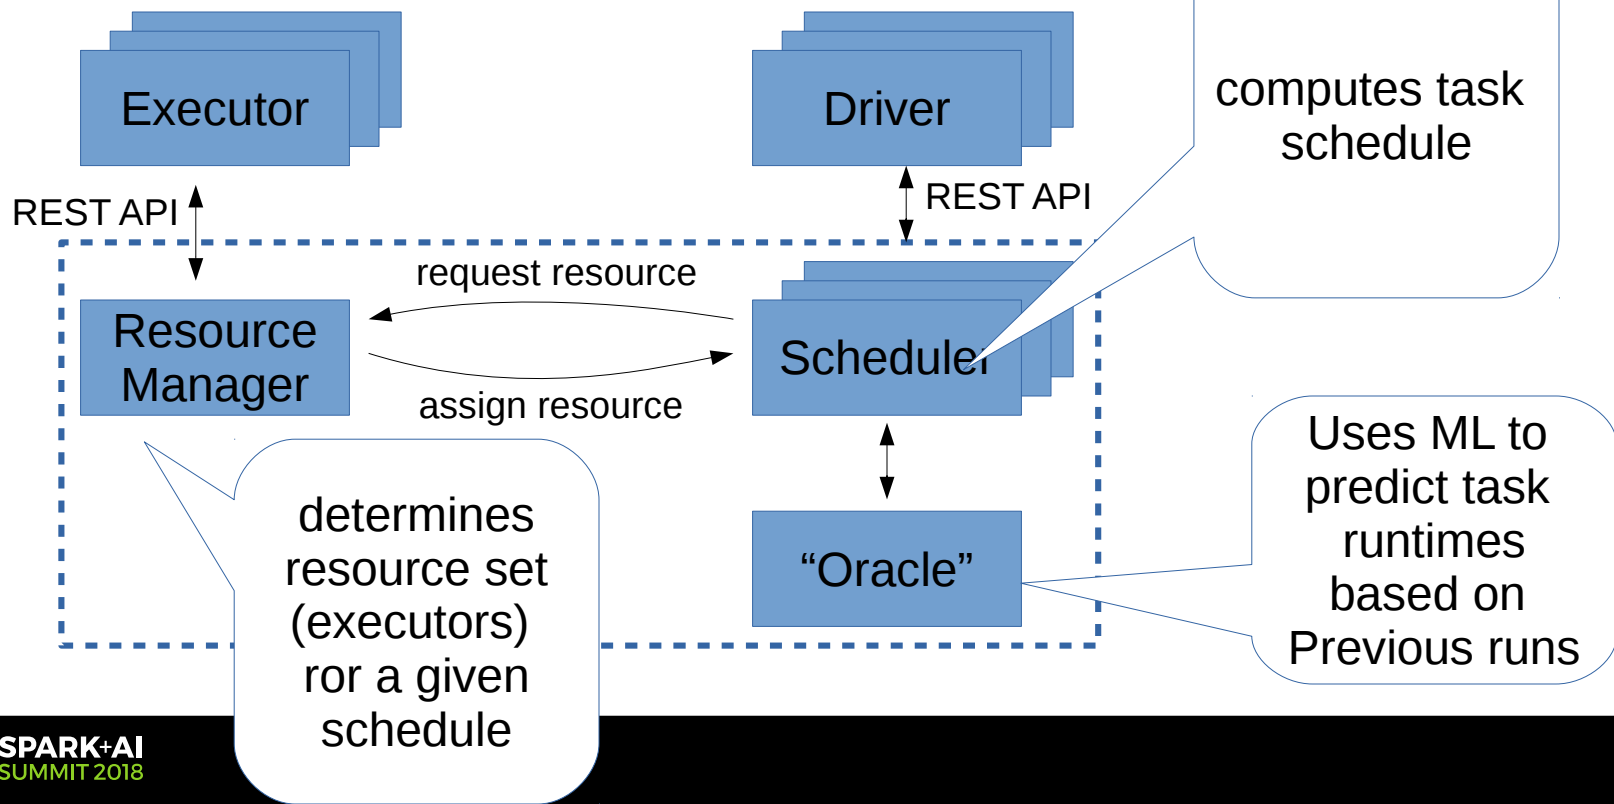 Executor
Driver
computes task
schedule
REST API
REST API
request resource
Resource
Manager
Scheduler
assign resource
determines
resource set
(executors)
ror a given
schedule
“Oracle”
Uses ML to
predict task
runtimes
based on
Previous runs
SPARK+AI
SUMMIT 2018